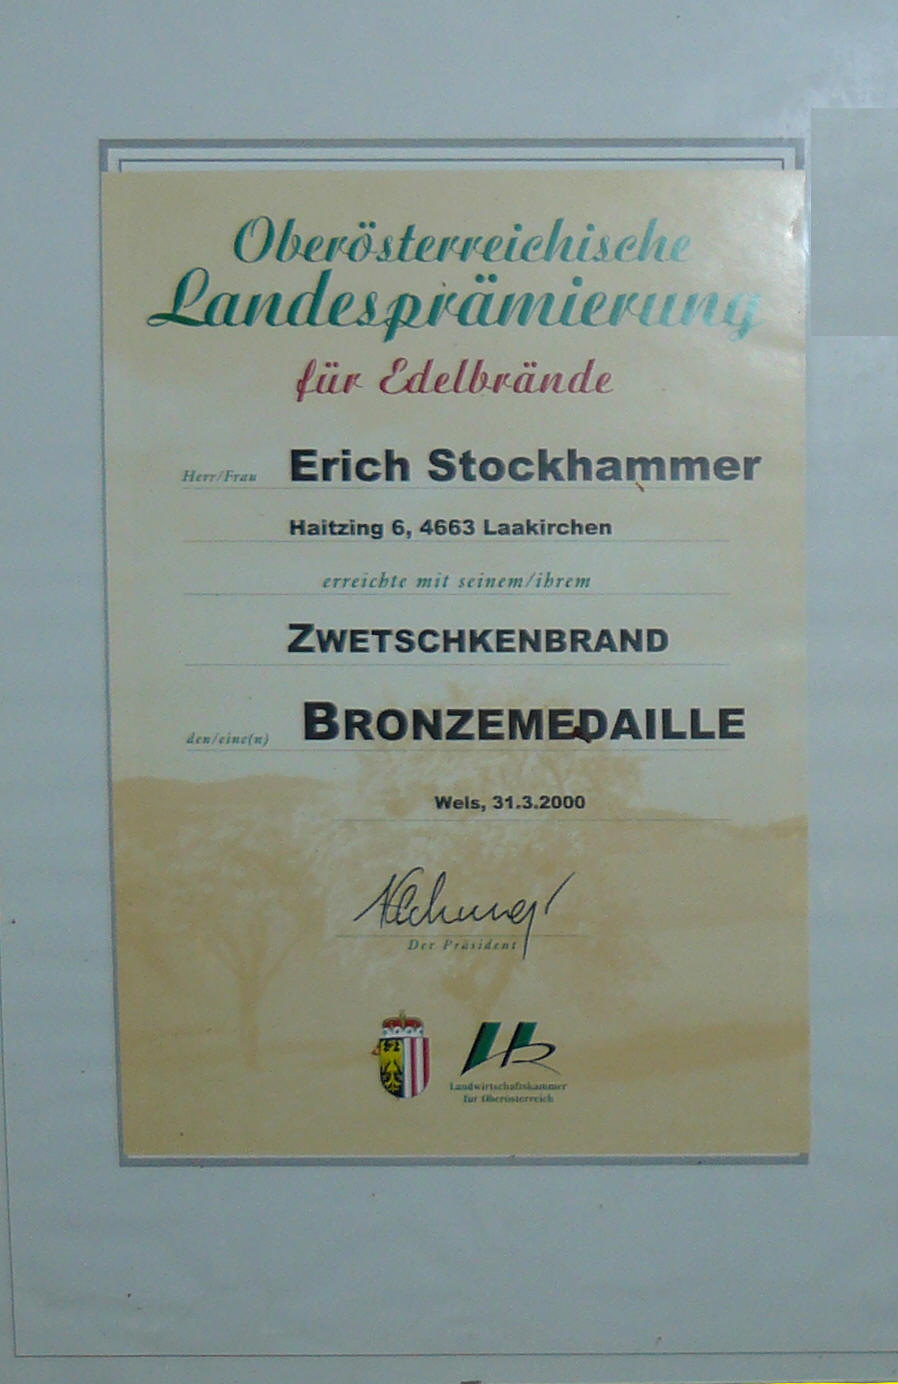 Oberösterreichische
Landesprämierung
für Edelbrände
Herr/Frau Erich Stockhammer
Haitzing 6, 4663 Laakirchen
erreichte mit seinem/ihrem
ZWETSCHKENBRAND
den/eine(n) BRONZEMEDAILLE
Wels, 31.3.2000
Der Präsident
Landwirtschaftskammer
für Oberösterreich